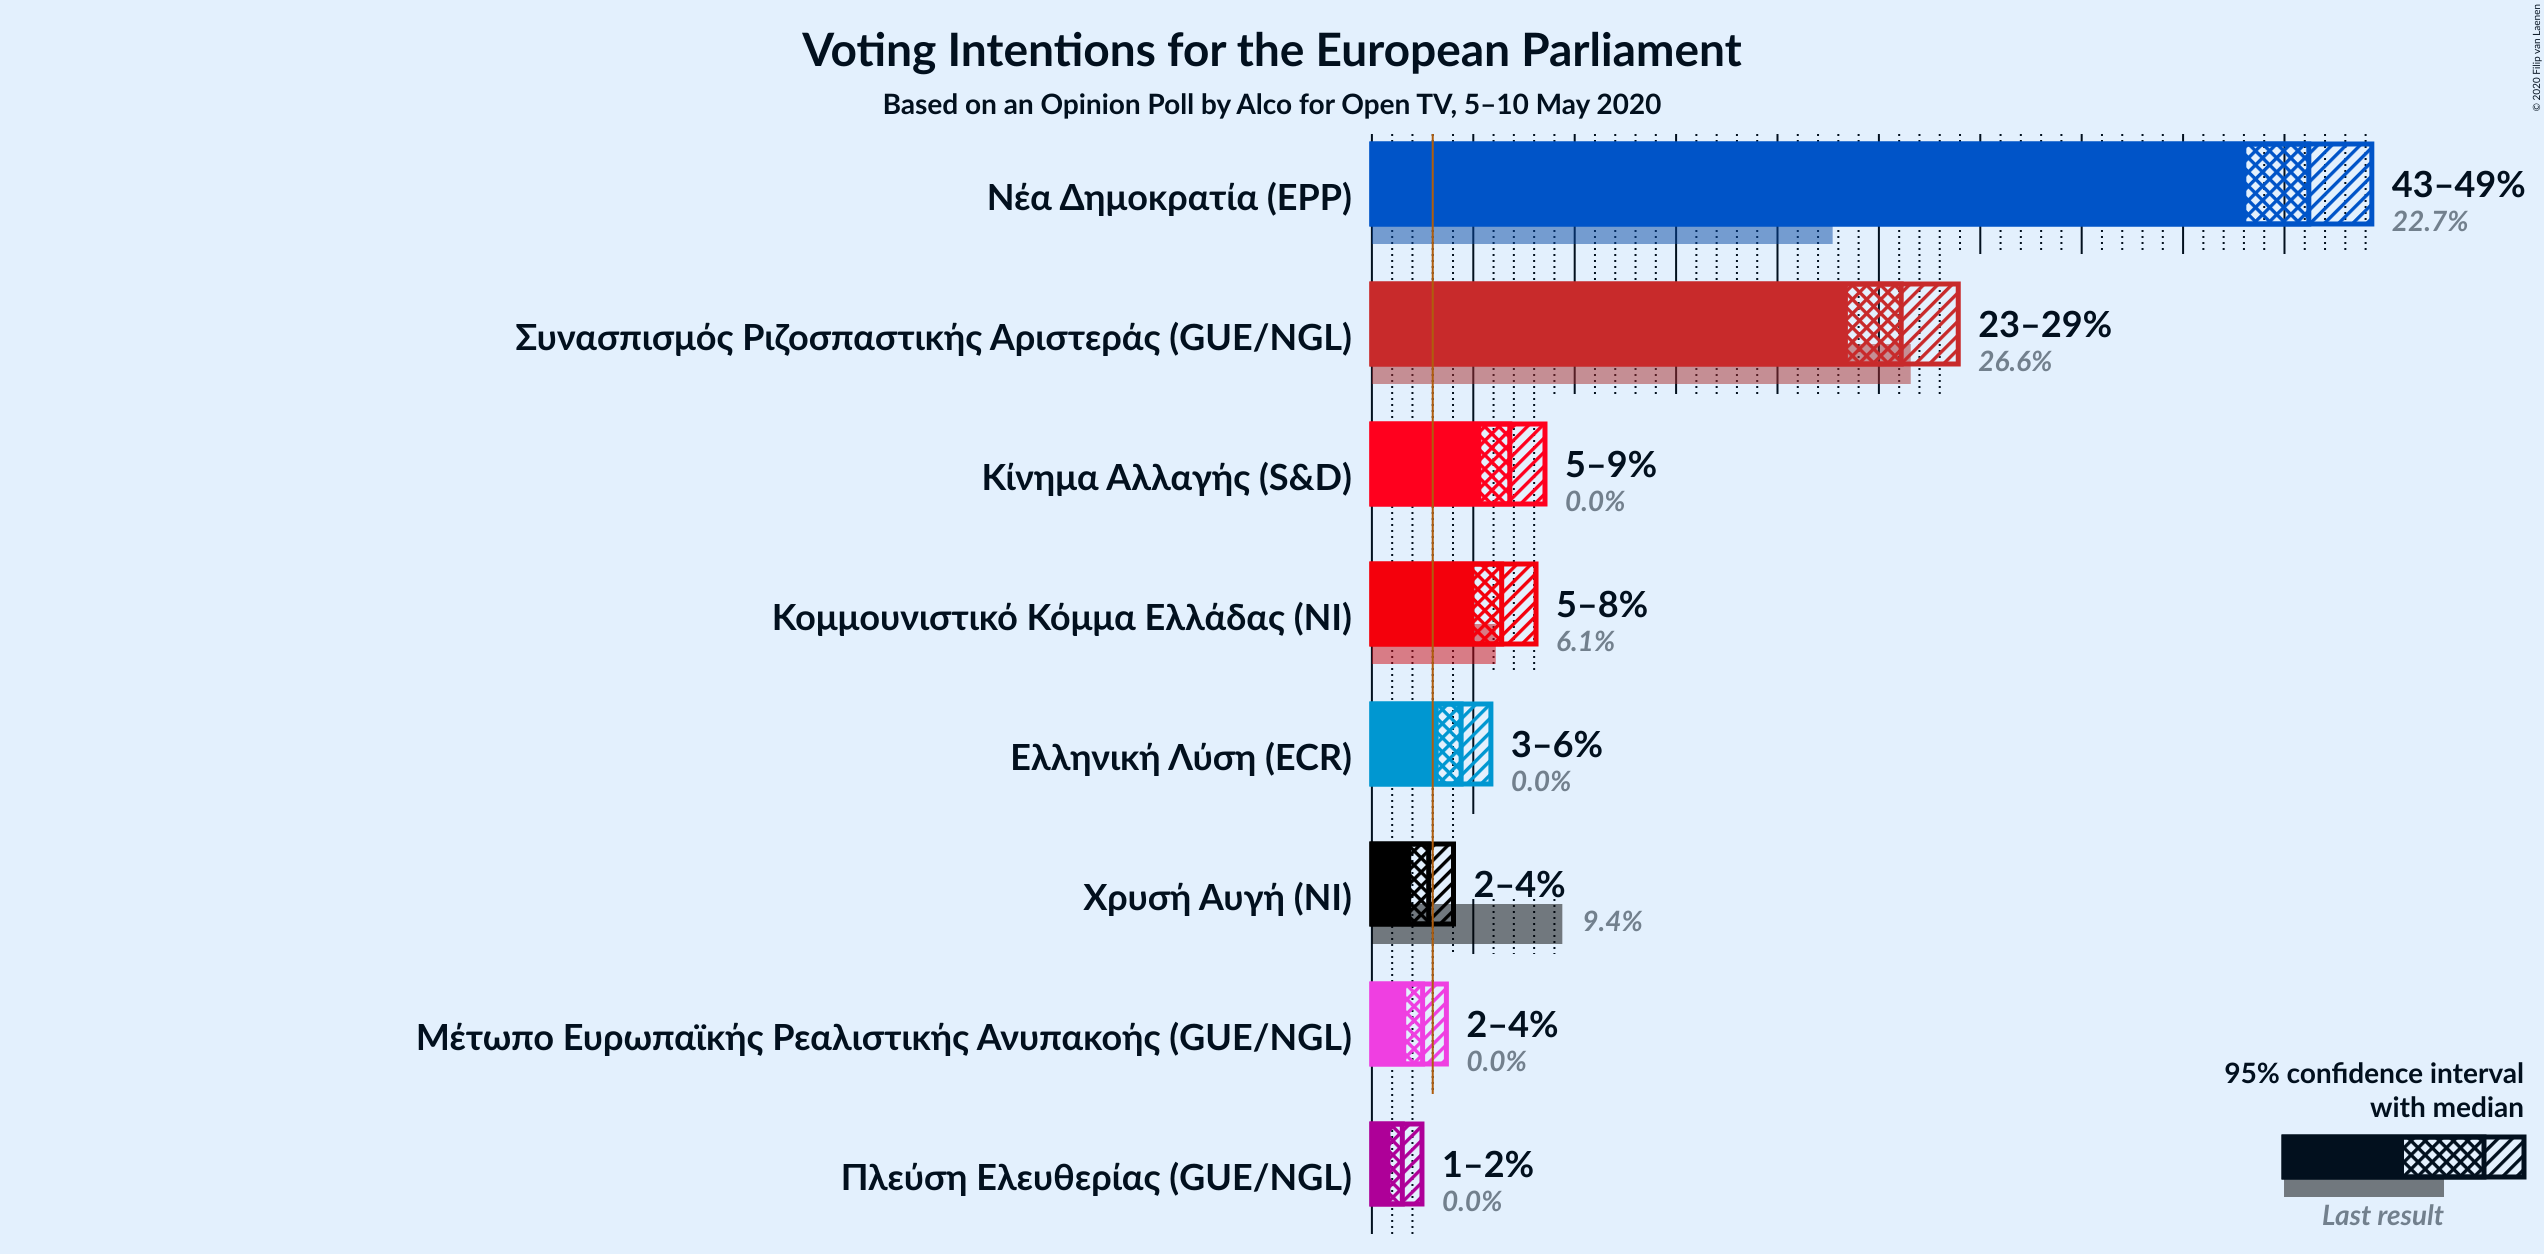 © 2020 Filip van Laenen
Voting Intentions for the European Parliament
Based on an Opinion Poll by Alco for Open TV, 5–10 May 2020
Νέα Δημοκρατία (EPP)
43–49%
22.7%
Συνασπισμός Ριζοσπαστικής Αριστεράς (GUE/NGL)
23–29%
26.6%
Κίνημα Αλλαγής (S&D)
5–9%
0.0%
Κομμουνιστικό Κόμμα Ελλάδας (NI)
5–8%
6.1%
Ελληνική Λύση (ECR)
3–6%
0.0%
Χρυσή Αυγή (NI)
2–4%
9.4%
Μέτωπο Ευρωπαϊκής Ρεαλιστικής Ανυπακοής (GUE/NGL)
2–4%
0.0%
Πλεύση Ελευθερίας (GUE/NGL)
1–2%
0.0%
95% confidence interval
with median
Last result